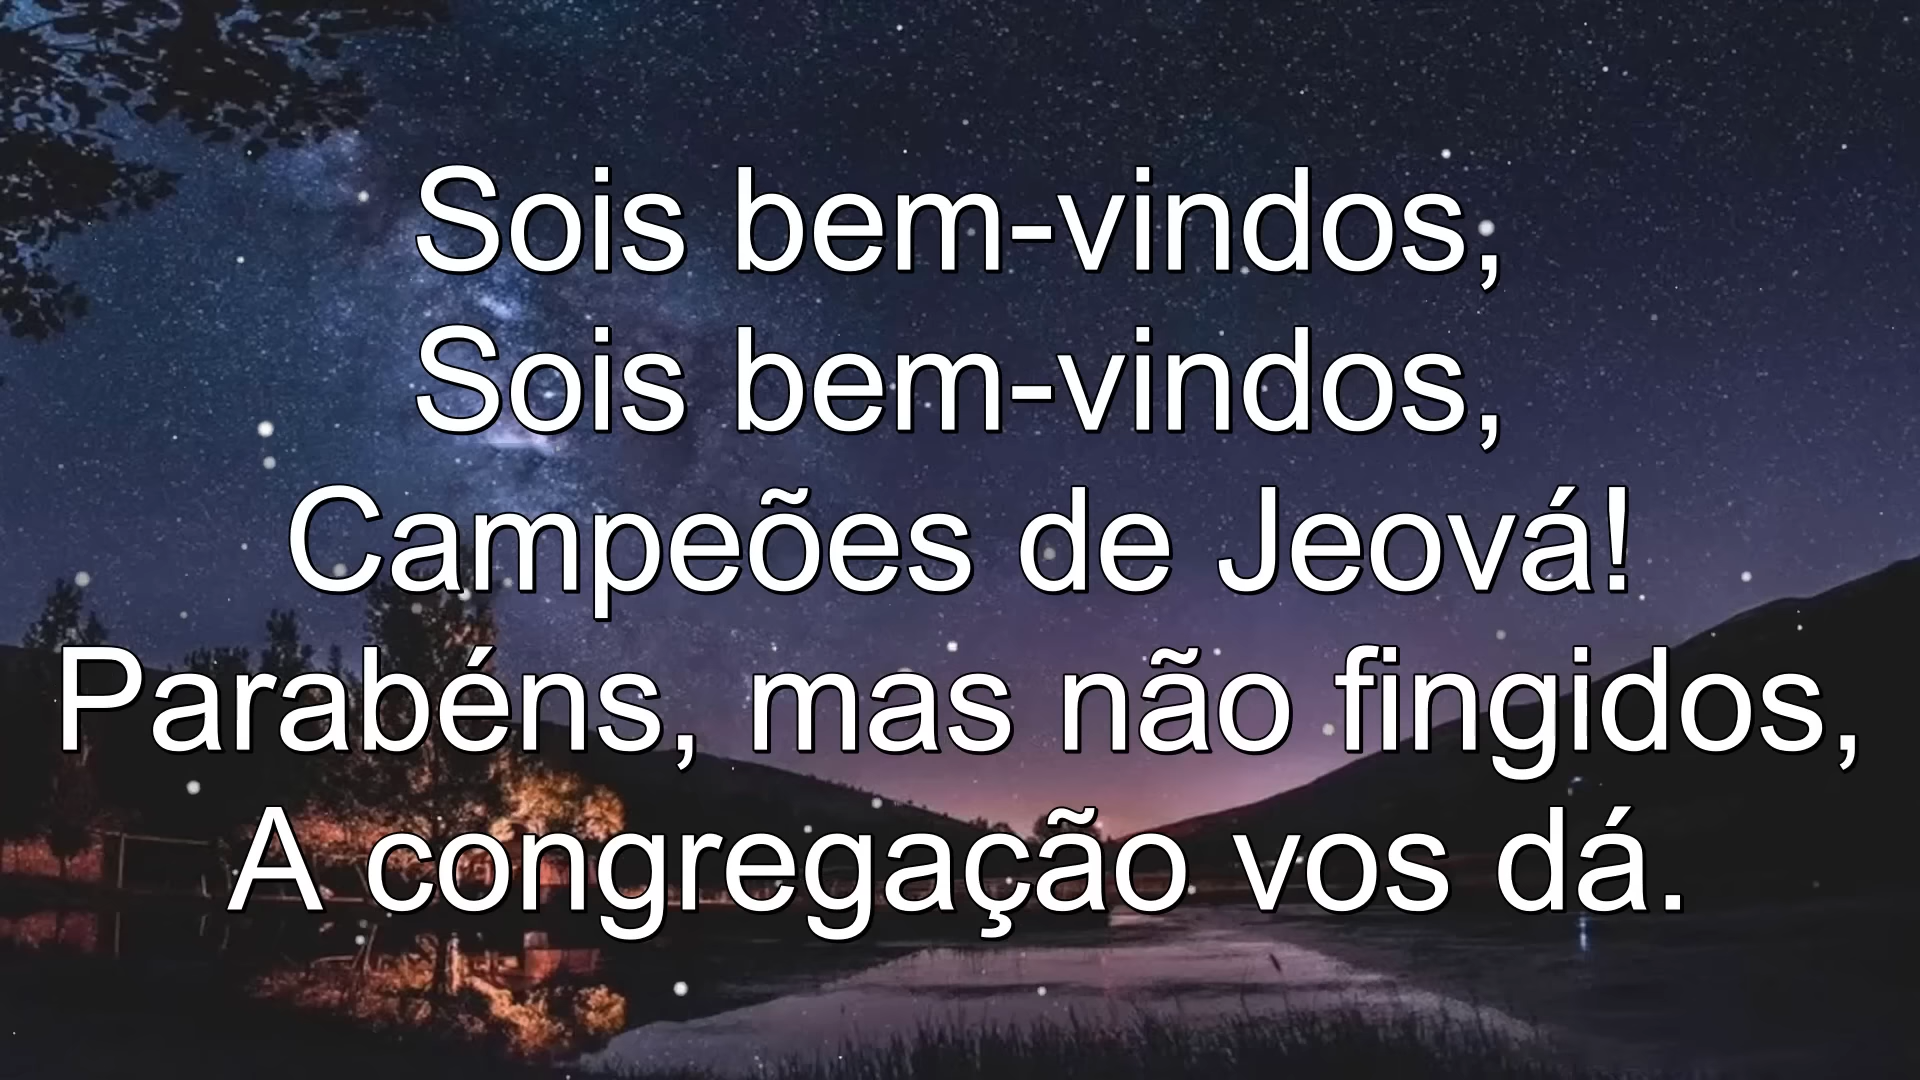 Sois bem-vindos,
Sois bem-vindos,
Campeões de Jeová!
Parabéns, mas não fingidos,
A congregação vos dá.